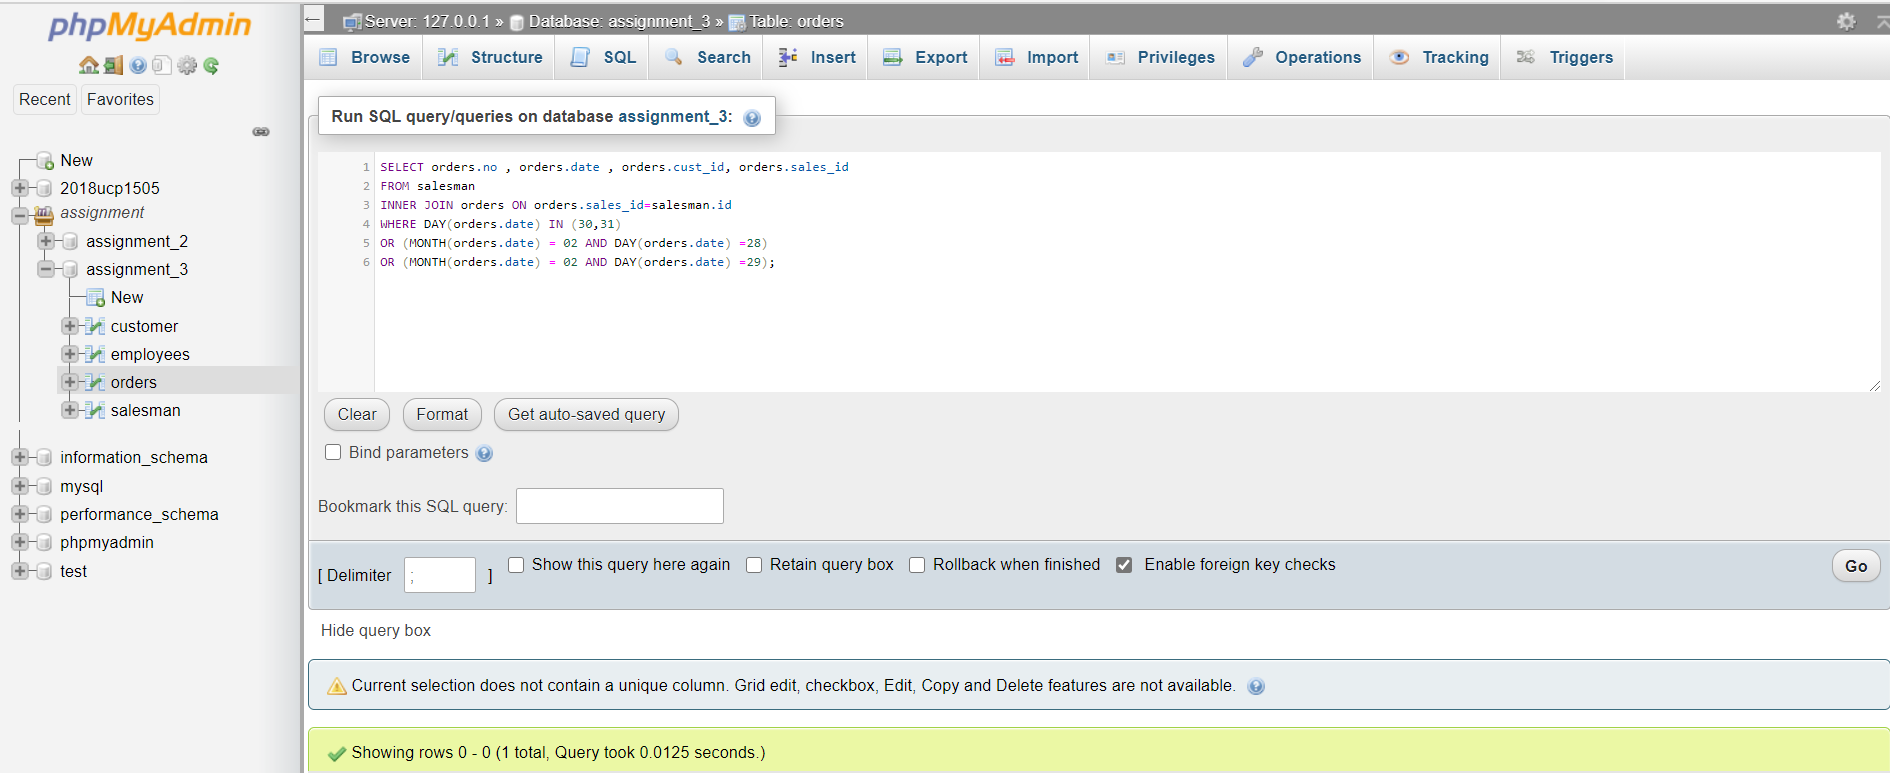 phpMyAdmin
Recent Favorites
New
2018ucp1505
assignment
assignment_2
assignment_3
New
customer
employees
orders
salesman
information_schema
mysql
performance_schema
phpmyadmin
test
Server: 127.0.0.1 » Database: assignment_3 » Table: orders
Browse Structure SQL Search Insert Export Import Privileges Operations Tracking Triggers
Run SQL query/queries on database assignment_3:
1 SELECT orders.no , orders.date , orders.cust_id, orders.sales_id
2 FROM salesman
3 INNER JOIN orders ON orders.sales_id=salesman.id
4 WHERE DAY(orders.date) IN (30,31)
5 OR (MONTH(orders.date) = 02 AND DAY(orders.date) =28)
6 OR (MONTH(orders.date) = 02 AND DAY(orders.date) =29);
Clear Format Get auto-saved query
Bind parameters
Bookmark this SQL query:
[ Delimiter ; ] Show this query here again Retain query box Rollback when finished Enable foreign key checks Go
Hide query box
Current selection does not contain a unique column. Grid edit, checkbox, Edit, Copy and Delete features are not available.
Showing rows 0 - 0 (1 total, Query took 0.0125 seconds.)